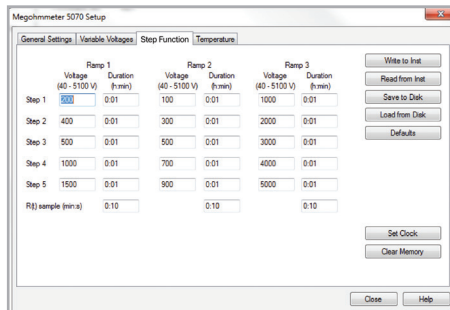 Megohmmeter 5070 Setup
General Settings Variable Voltages Step Function Temperature
Ramp 1 Ramp 2 Ramp 3
Voltage Duration Voltage Duration Voltage Duration
(40 - 5100 V) (h:min) (40 - 5100 V) (h:min) (40 - 5100 V) (h:min)
Step 1 200 0:01 100 0:01 1000 0:01
Step 2 400 0:01 300 0:01 2000 0:01
Step 3 500 0:01 500 0:01 3000 0:01
Step 4 1000 0:01 700 0:01 4000 0:01
Step 5 1500 0:01 900 0:01 5000 0:01
R(t) sample (min:s) 0:10 0:10 0:10
Write to Inst
Read from Inst
Save to Disk
Load from Disk
Defaults
Set Clock
Clear Memory
Close Help